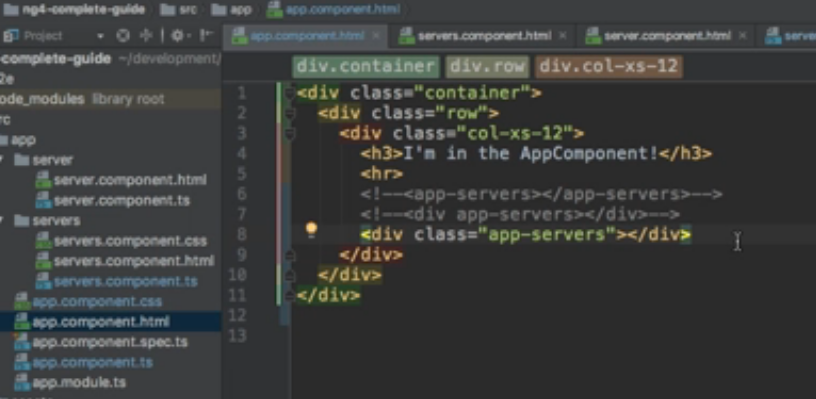 ng4-complete-guide src app app.component.html
Project
app.component.html servers.component.html server.component.html
-complete-guide ~/development/
2e
ode_modules library root
rc
app
server
server.component.html
server.component.ts
servers
servers.component.css
servers.component.html
servers.component.ts
app.component.css
app.component.html
app.component.spec.ts
app.component.ts
app.module.ts
div.container div.row div.col-xs-12
1 <div class="container">
2 <div class="row">
3 <div class="col-xs-12">
4 <h3>I'm in the AppComponent!</h3>
5 <hr>
6 <!--<app-servers></app-servers>-->
7 <!--<div app-servers></div>-->
8 <div class="app-servers"></div>
9 </div>
10 </div>
11 </div>
12
13